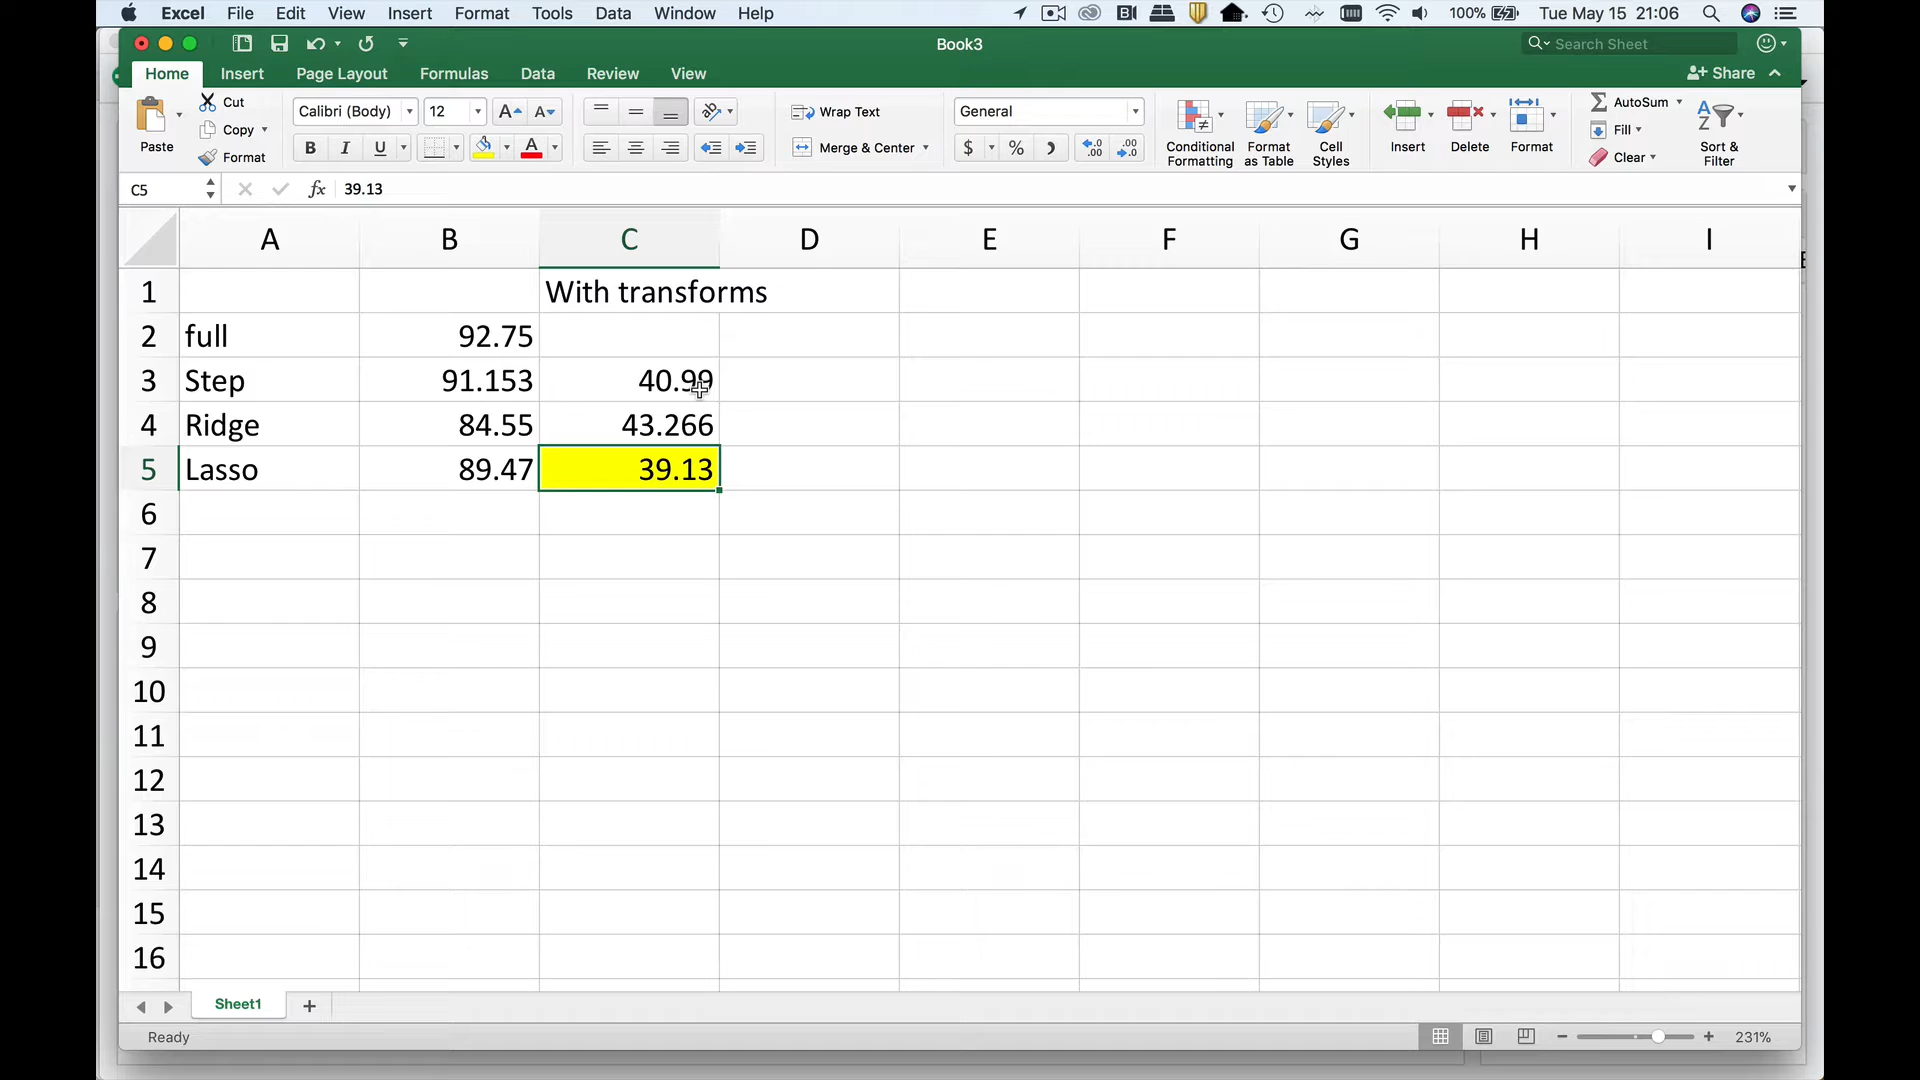 Excel File Edit View Insert Format Tools Data Window Help 100% Tue May 15 21:06
Book3 Search Sheet
Home Insert Page Layout Formulas Data Review View Share
Paste Cut Copy Format
Calibri (Body) 12
B I U A
Wrap Text
Merge & Center
General
$ % .00
Conditional Formatting
Format as Table
Cell Styles
Insert Delete Format
AutoSum
Fill
Clear
Sort & Filter
C5 fx 39.13
A B C D E F G H I
1 With transforms
2 full 92.75
3 Step 91.153 40.99
4 Ridge 84.55 43.266
5 Lasso 89.47 39.13
6
7
8
9
10
11
12
13
14
15
16
Sheet1 +
Ready 231%